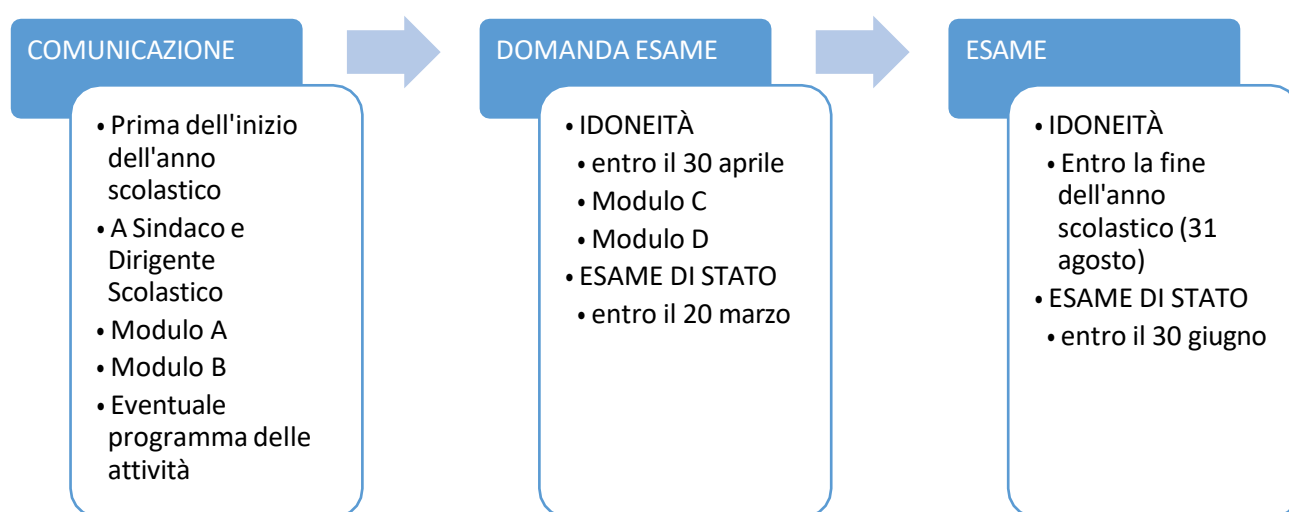 COMUNICAZIONE
• Prima dell'inizio
dell'anno
scolastico
• A Sindaco e
Dirigente
Scolastico
• Modulo A
• Modulo B
• Eventuale
programma delle
attività
DOMANDA ESAME
• IDONEITÀ
• entro il 30 aprile
• Modulo C
• Modulo D
• ESAME DI STATO
• entro il 20 marzo
ESAME
• IDONEITÀ
• Entro la fine
dell'anno
scolastico (31
agosto)
• ESAME DI STATO
• entro il 30 giugno